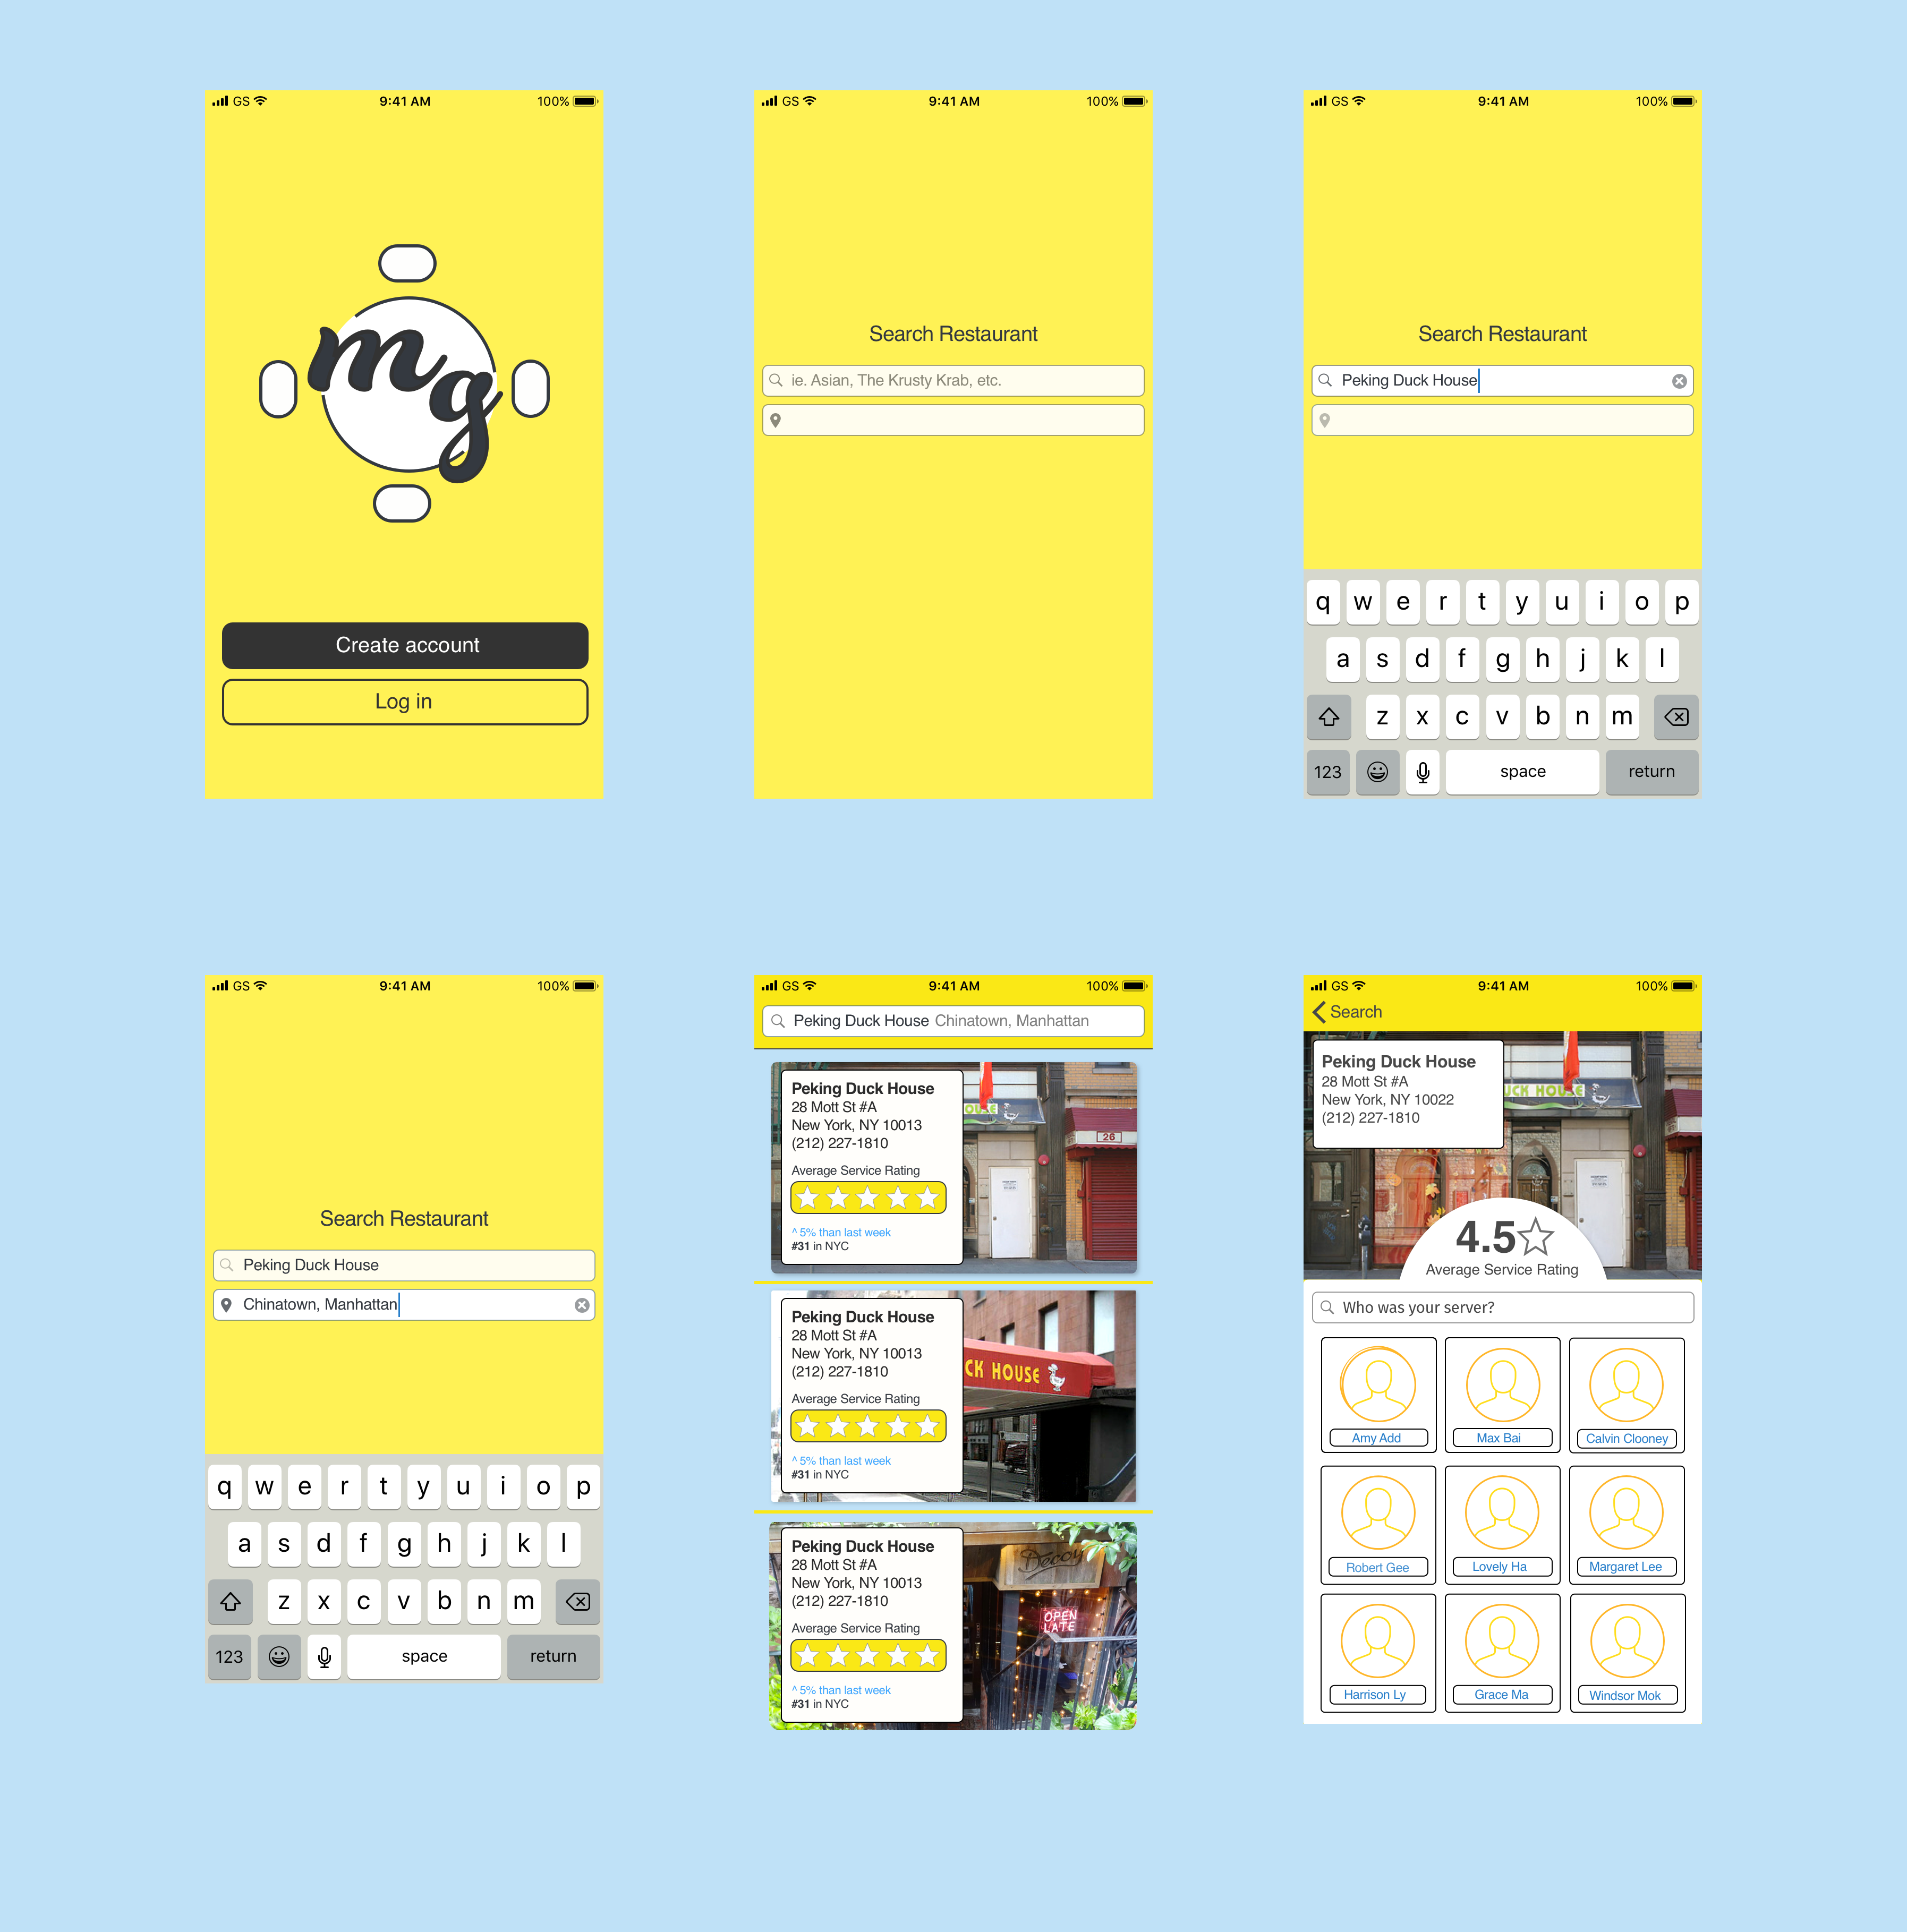 GS 9:41 AM 100%
mg
Create account
Log in
GS 9:41 AM 100%
Search Restaurant
ie. Asian, The Krusty Krab, etc.
GS 9:41 AM 100%
Search Restaurant
Peking Duck House
q w e r t y u i o p
a s d f g h j k l
z x c v b n m
123 space return
GS 9:41 AM 100%
Search Restaurant
Peking Duck House
Chinatown, Manhattan
q w e r t y u i o p
a s d f g h j k l
z x c v b n m
123 space return
GS 9:41 AM 100%
Peking Duck House Chinatown, Manhattan
Peking Duck House
28 Mott St #A
New York, NY 10013
(212) 227-1810
Average Service Rating
^ 5% than last week
#31 in NYC
26
Peking Duck House
28 Mott St #A
New York, NY 10013
(212) 227-1810
Average Service Rating
^ 5% than last week
#31 in NYC
CK HOUSE
Peking Duck House
28 Mott St #A
New York, NY 10013
(212) 227-1810
Average Service Rating
^ 5% than last week
#31 in NYC
Decoy
OPEN
LATE
GS 9:41 AM 100%
Search
Peking Duck House
28 Mott St #A
New York, NY 10022
(212) 227-1810
UCK HOUSE
4.5
Average Service Rating
Who was your server?
Amy Add
Max Bai
Calvin Clooney
Robert Gee
Lovely Ha
Margaret Lee
Harrison Ly
Grace Ma
Windsor Mok